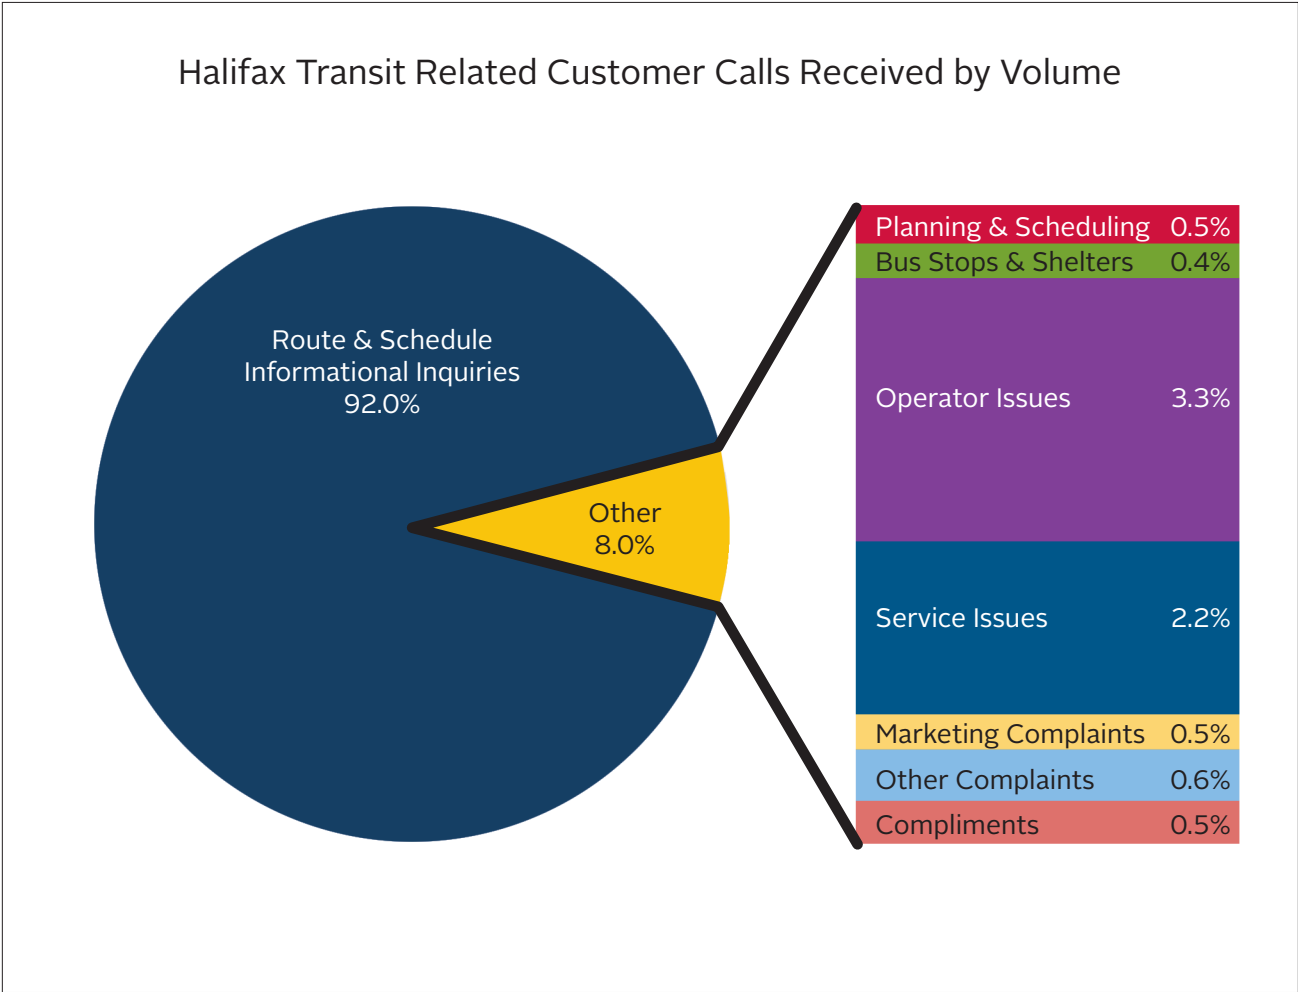 Halifax Transit Related Customer Calls Received by Volume
Route & Schedule
Informational Inquiries
92.0%
Other
8.0%
Planning & Scheduling 0.5%
Bus Stops & Shelters 0.4%
Operator Issues 3.3%
Service Issues 2.2%
Marketing Complaints 0.5%
Other Complaints 0.6%
Compliments 0.5%